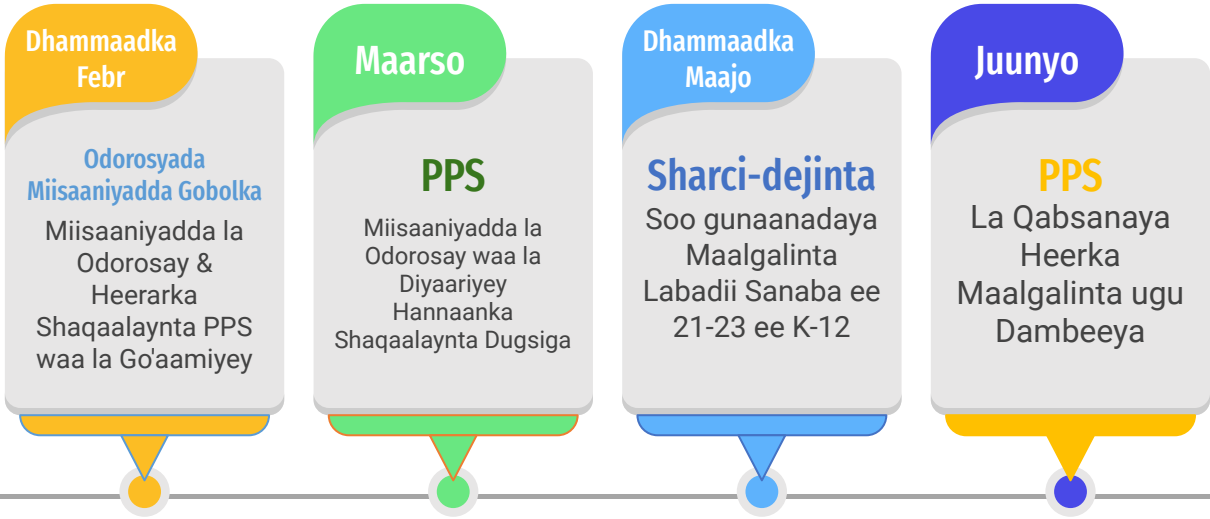 Dhammaadka
Febr
Odorosyada
Miisaaniyadda Gobolka
Miisaaniyadda la
Odorosay &
Heerarka
Shaqaalaynta PPS
waa la Go'aamiyey
Maarso
PPS
Miisaaniyadda la
Odorosay waa la
Diyaariyey
Hannaanka
Shaqaalaynta Dugsiga
Dhammaadka
Maajo
Sharci-dejinta
Soo gunaanadaya
Maalgalinta
Labadii Sanaba ee
21-23 ee K-12
Juunyo
PPS
La Qabsanaya
Heerka
Maalgalinta ugu
Dambeeya